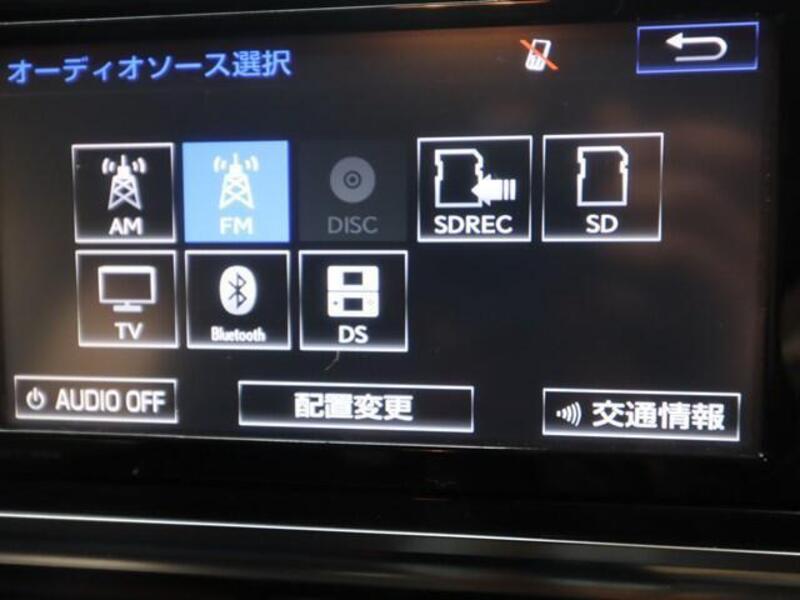 オーディオソース選択
AM
FM
DISC
SDREC
SD
TV
Bluetooth
DS
AUDIO OFF
配置変更
交通情報